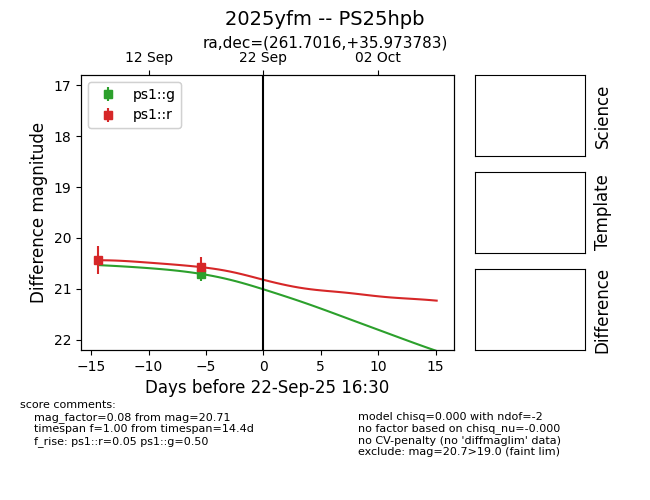 2025yfm -- PS25hpb
ra,dec=(261.7016,+35.973783)
12 Sep 22 Sep 02 Oct
ps1::g
ps1::r
17
18
19
20
21
22
Difference magnitude
−15 −10 −5 0 5 10 15
Days before 22-Sep-25 16:30
Science
Template
Difference
score comments:
mag_factor=0.08 from mag=20.71
timespan f=1.00 from timespan=14.4d
f_rise: ps1::r=0.05 ps1::g=0.50
model chisq=0.000 with ndof=-2
no factor based on chisq_nu=-0.000
no CV-penalty (no 'diffmaglim' data)
exclude: mag=20.7>19.0 (faint lim)